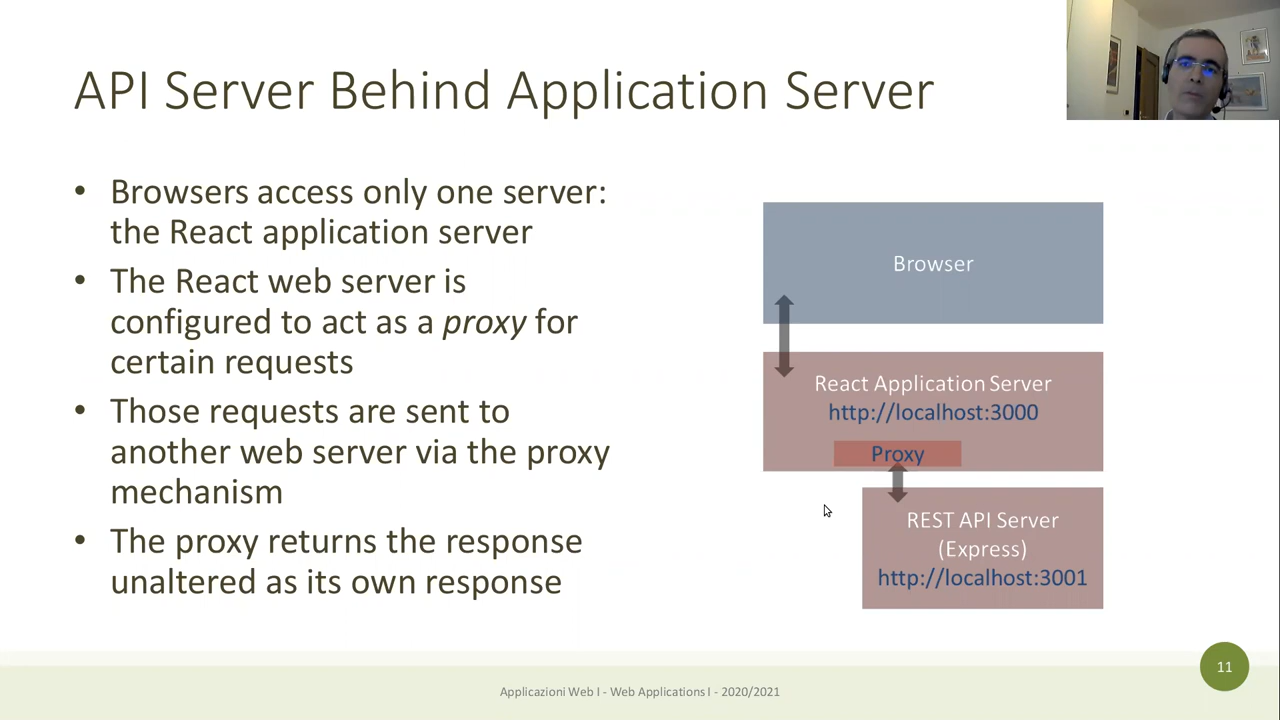 API Server Behind Application Server
• Browsers access only one server:
the React application server
• The React web server is
configured to act as a proxy for
certain requests
• Those requests are sent to
another web server via the proxy
mechanism
• The proxy returns the response
unaltered as its own response
Browser
React Application Server
http://localhost:3000
Proxy
REST API Server
(Express)
http://localhost:3001
Applicazioni Web I - Web Applications I - 2020/2021
11